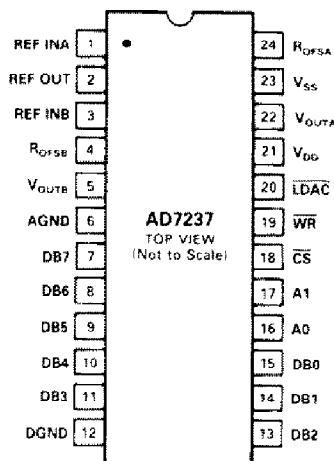 REF INA 1
REF OUT 2
REF INB 3
ROFSB 4
VOUTB 5
AGND 6
DB7 7
DB6 8
DB5 9
DB4 10
DB3 11
DGND 12
AD7237
TOP VIEW
(Not to Scale)
24 ROFSA
23 VSS
22 VOUTA
21 VDD
20 LDAC
19 WR
18 CS
17 A1
16 A0
15 DB0
14 DB1
13 DB2